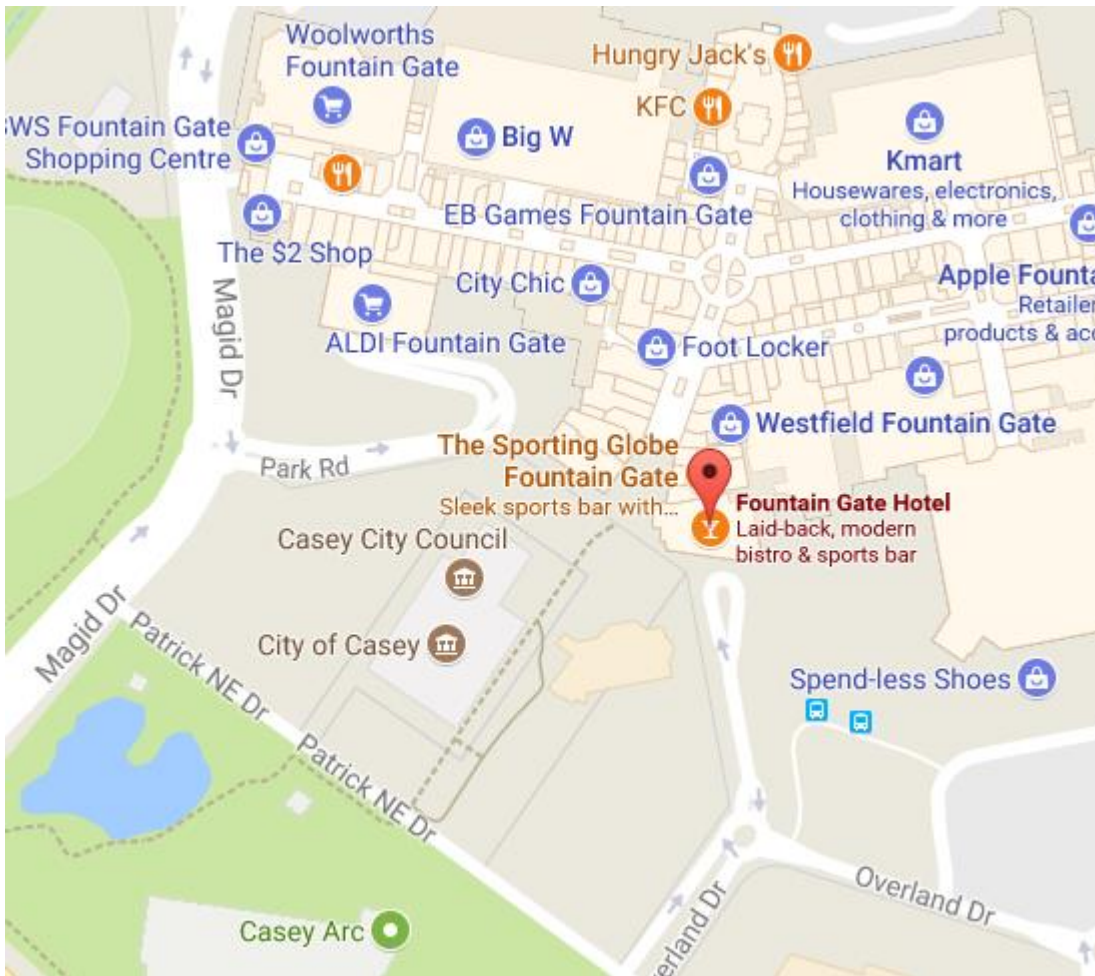 Woolworths
Fountain Gate
Hungry Jack's
KFC
WS Fountain Gate
Shopping Centre
Big W
Kmart
Housewares, electronics,
clothing & more
EB Games Fountain Gate
The $2 Shop
City Chic
Apple Founta
Retailer
products & acc
Magid Dr
ALDI Fountain Gate
Foot Locker
Westfield Fountain Gate
Park Rd
The Sporting Globe
Fountain Gate
Sleek sports bar with...
Fountain Gate Hotel
Laid-back, modern
bistro & sports bar
Casey City Council
City of Casey
Magid Dr
Patrick NE Dr
Spend-less Shoes
Patrick NE Dr
Overland Dr
erland Dr
Casey Arc